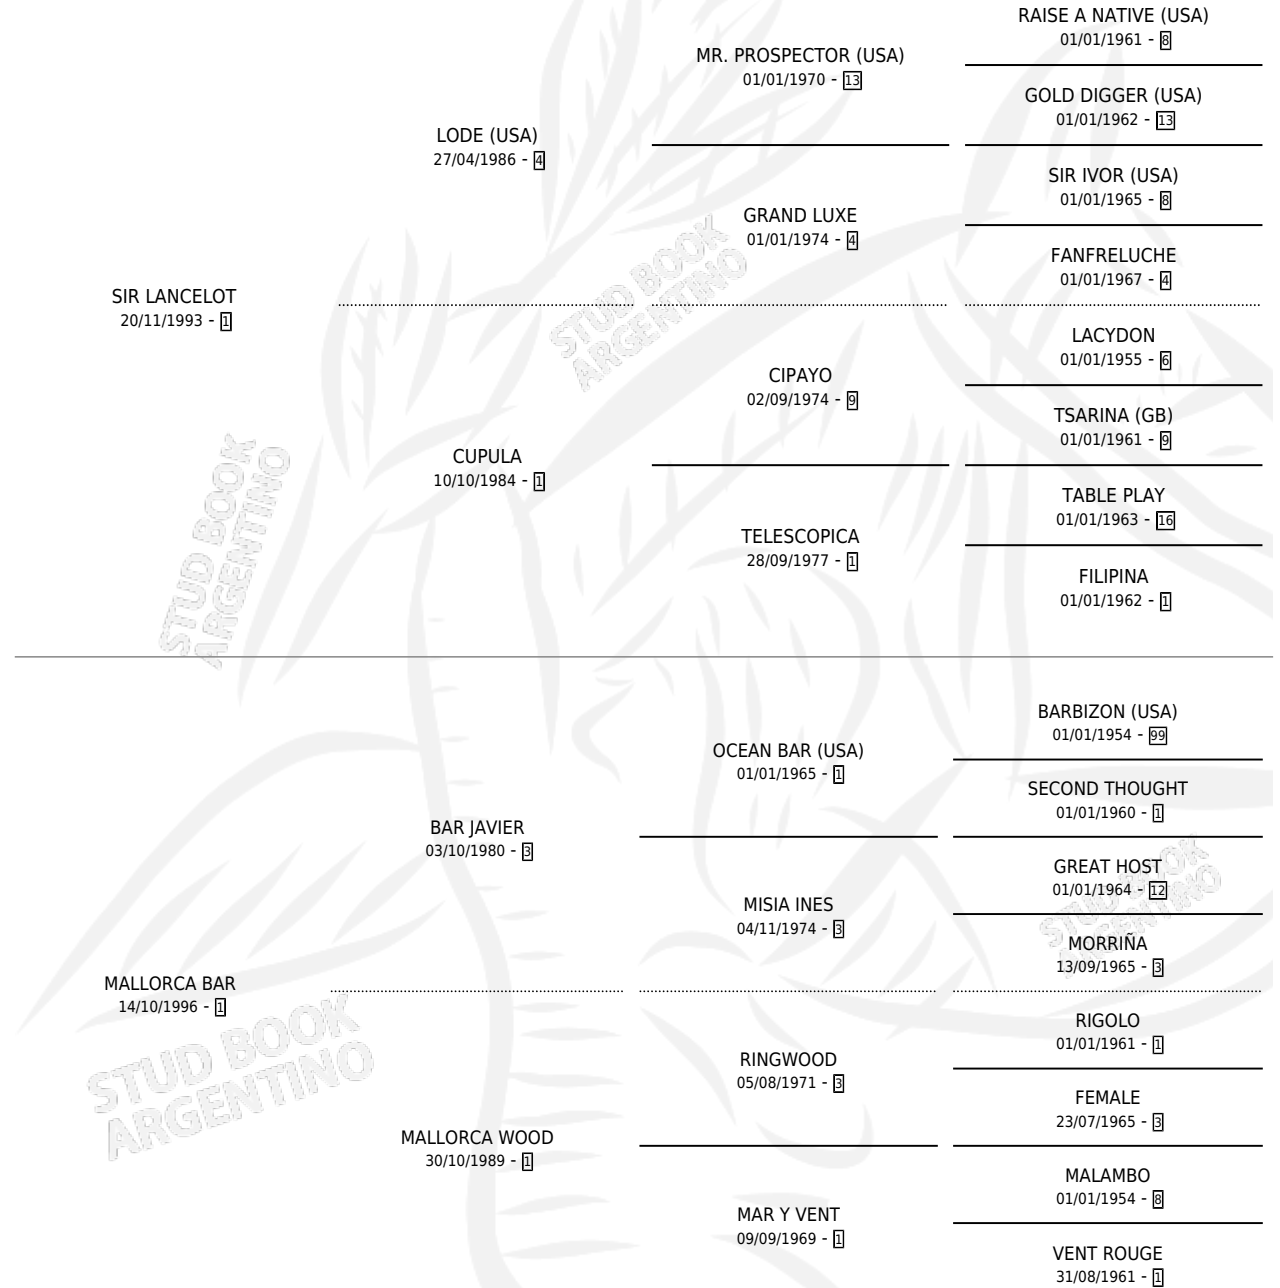 RAISE A NATIVE (USA)
01/01/1961 - 8
MR. PROSPECTOR (USA)
01/01/1970 - 13
GOLD DIGGER (USA)
01/01/1962 - 13
LODE (USA)
27/04/1986 - 4
SIR IVOR (USA)
01/01/1965 - 8
GRAND LUXE
01/01/1974 - 4
FANFRELUCHE
01/01/1967 - 4
SIR LANCELOT
20/11/1993 - 1
STUD BOOK
ARGENTINO
LACYDON
01/01/1955 - 6
CIPAYO
02/09/1974 - 9
TSARINA (GB)
01/01/1961 - 9
CUPULA
10/10/1984 - 1
TABLE PLAY
01/01/1963 - 16
TELESCOPICA
28/09/1977 - 1
FILIPINA
01/01/1962 - 1
STUD BOOK
ARGENTINO
BARBIZON (USA)
01/01/1954 - 99
OCEAN BAR (USA)
01/01/1965 - 1
SECOND THOUGHT
01/01/1960 - 1
BAR JAVIER
03/10/1980 - 3
GREAT HOST
01/01/1964 - 12
MISIA INES
04/11/1974 - 3
MORRIÑA
13/09/1965 - 3
STUD BOOK
ARGENTINO
MALLORCA BAR
14/10/1996 - 1
RIGOLO
01/01/1961 - 1
RINGWOOD
05/08/1971 - 3
FEMALE
23/07/1965 - 3
STUD BOOK
ARGENTINO
MALLORCA WOOD
30/10/1989 - 1
MALAMBO
01/01/1954 - 8
MAR Y VENT
09/09/1969 - 1
VENT ROUGE
31/08/1961 - 1